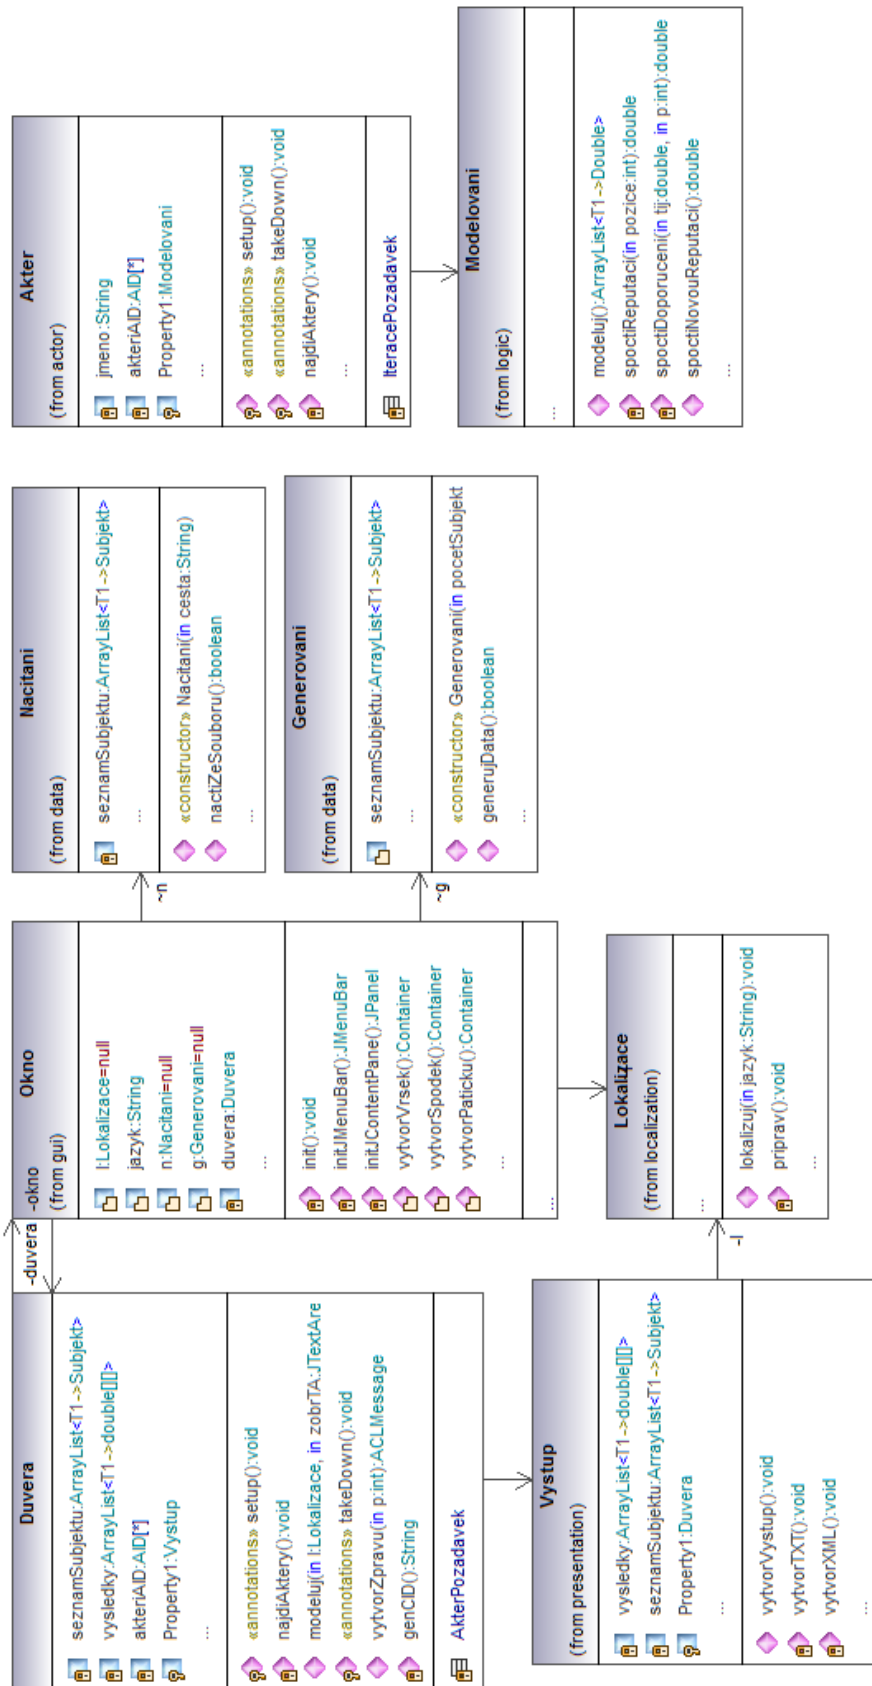 Duvera
seznamSubjektu:ArrayList<T1->Subjekt>
vysledky:ArrayList<T1->double[][]>
akteriAID:AID[*]
Property1:Vystup
...
«annotations» setup():void
najdiAktery():void
modeluj(in l:Lokalizace, in zobrTA:JTextAre
«annotations» takeDown():void
vytvorZpravu(in p:int):ACLMessage
genCID():String
AkterPozadavek
-duvera
-okno
Okno
(from gui)
l:Lokalizace=null
jazyk:String
n:Nacitani=null
g:Generovani=null
duvera:Duvera
...
init():void
initJMenuBar():JMenuBar
initJContentPane():JPanel
vytvorVrsek():Container
vytvorSpodek():Container
vytvorPaticku():Container
...
~n
~g
Nacitani
(from data)
seznamSubjektu:ArrayList<T1->Subjekt>
...
«constructor» Nacitani(in cesta:String)
nactiZeSouboru():boolean
...
Generovani
(from data)
seznamSubjektu:ArrayList<T1->Subjekt>
...
«constructor» Generovani(in pocetSubjekt
generujData():boolean
...
Akter
(from actor)
jmeno:String
akteriAID:AID[*]
Property1:Modelovani
...
«annotations» setup():void
«annotations» takeDown():void
najdiAktery():void
...
IteracePozadavek
Modelovani
(from logic)
...
modeluj():ArrayList<T1->Double>
spoctiReputaci(in pozice:int):double
spoctiDoporuceni(in tij:double, in p:int):double
spoctiNovouReputaci():double
...
Vystup
(from presentation)
vysledky:ArrayList<T1->double[][]>
seznamSubjektu:ArrayList<T1->Subjekt>
Property1:Duvera
...
vytvorVystup():void
vytvorTXT():void
vytvorXML():void
...
-l
Lokalizace
(from localization)
...
lokalizuj(in jazyk:String):void
priprav():void
...